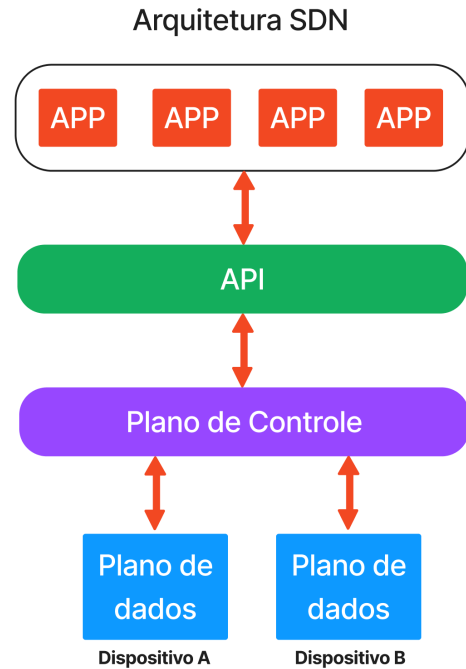 Arquitetura SDN
APP APP APP APP
API
Plano de Controle
Plano de dados
Plano de dados
Dispositivo A
Dispositivo B